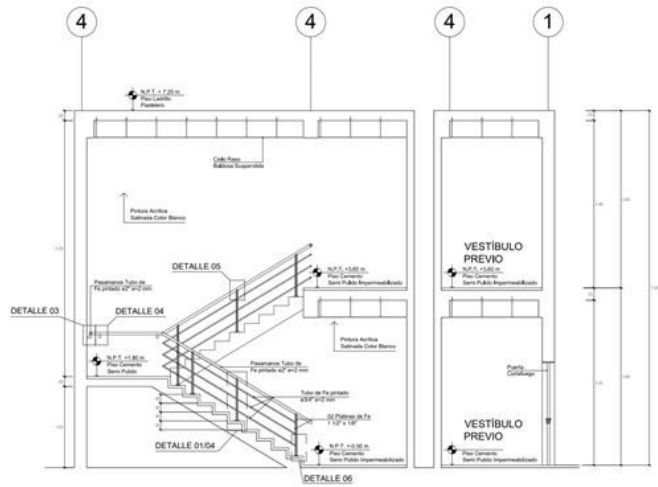 4
4
4
1
N.P.T. + 7.20 m
Piso Ladrillo
Pastelero
Cielo Raso
Baldosa Suspendida
Pintura Acrílica
Satinada Color Blanco
DETALLE 05
VESTÍBULO
PREVIO
N.P.T. +3.60 m
Piso Cemento
Semi Pulido Impermeabilizado
N.P.T. +3.60 m
Piso Cemento
Semi Pulido Impermeabilizado
Pasamanos Tubo de
Fe pintado ø2" e=2 mm
DETALLE 03
DETALLE 04
Pintura Acrílica
Satinada Color Blanco
N.P.T. +1.80 m
Piso Cemento
Semi Pulido
Pasamanos Tubo de
Fe pintado ø2" e=2 mm
Puerta
Cortafuego
Tubo de Fe pintado
ø3/4" e=2 mm
02 Platinas de Fe
1 1/2" x 1/8"
VESTÍBULO
PREVIO
DETALLE 01/04
N.P.T. +0.00 m
Piso Cemento
Semi Pulido Impermeabilizado
N.P.T. +0.00 m
Piso Cemento
Semi Pulido Impermeabilizado
DETALLE 06